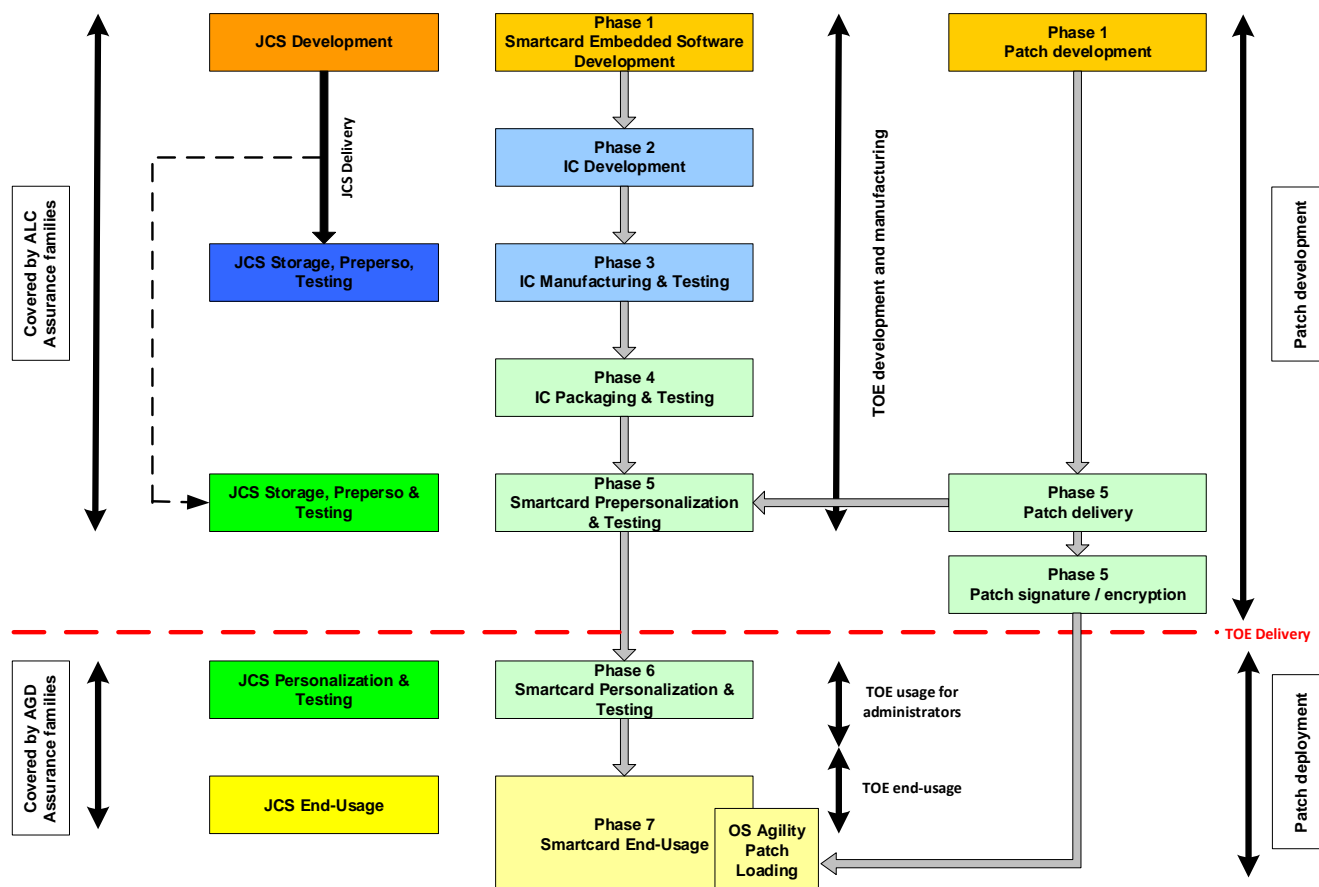 JCS Development
Phase 1
Smartcard Embedded Software
Development
Phase 1
Patch development
JCS Delivery
Phase 2
IC Development
Covered by ALC
Assurance families
JCS Storage, Preperso,
Testing
Phase 3
IC Manufacturing & Testing
TOE development and manufacturing
Patch development
Phase 4
IC Packaging & Testing
JCS Storage, Preperso &
Testing
Phase 5
Smartcard Prepersonalization
& Testing
Phase 5
Patch delivery
Phase 5
Patch signature / encryption
TOE Delivery
Covered by AGD
Assurance families
JCS Personalization &
Testing
Phase 6
Smartcard Personalization &
Testing
TOE usage for
administrators
Patch deployment
JCS End-Usage
Phase 7
Smartcard End-Usage
TOE end-usage
OS Agility
Patch
Loading